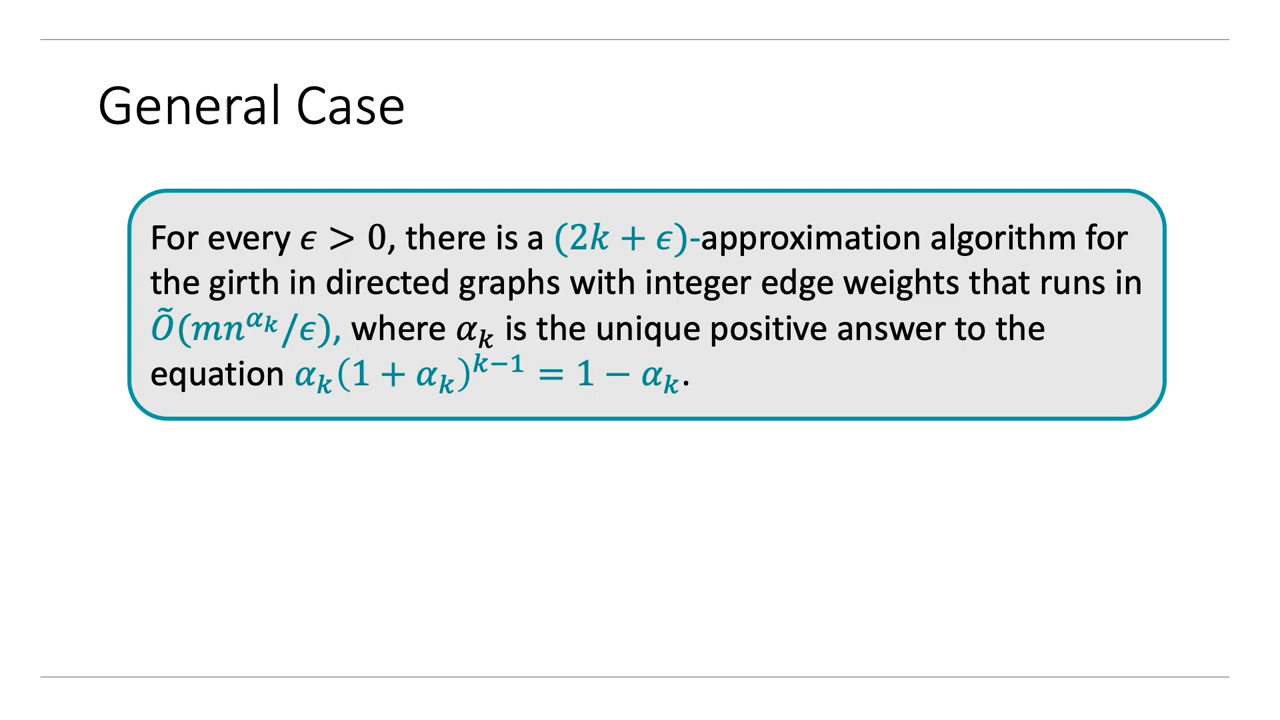 General Case
For every ϵ > 0, there is a (2k + ϵ)-approximation algorithm for
the girth in directed graphs with integer edge weights that runs in
Õ(mn^{α_k}/ϵ), where α_k is the unique positive answer to the
equation α_k(1 + α_k)^{k−1} = 1 − α_k.